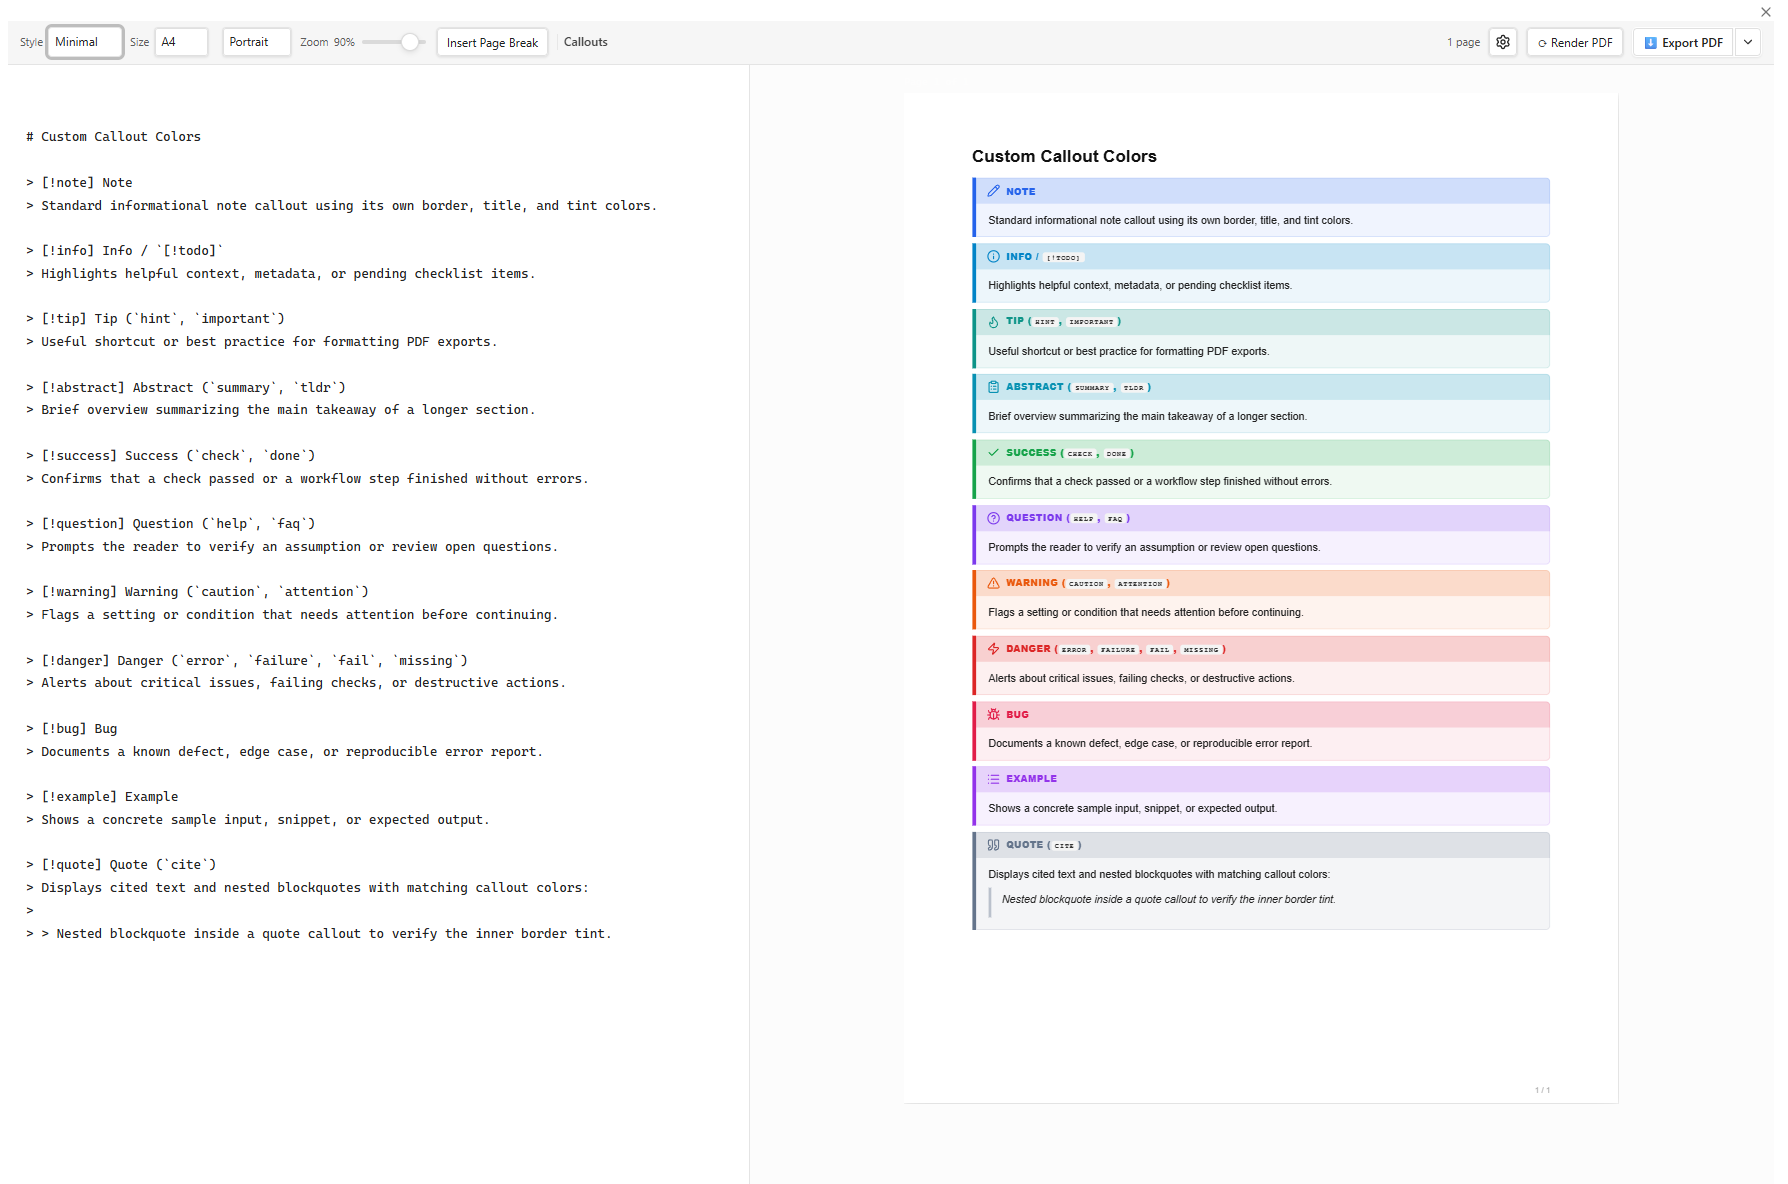 Style Minimal Size A4 Portrait Zoom 90% Insert Page Break Callouts 1 page Render PDF Export PDF
# Custom Callout Colors
> [!note] Note
> Standard informational note callout using its own border, title, and tint colors.
> [!info] Info / `[!todo]`
> Highlights helpful context, metadata, or pending checklist items.
> [!tip] Tip (`hint`, `important`)
> Useful shortcut or best practice for formatting PDF exports.
> [!abstract] Abstract (`summary`, `tldr`)
> Brief overview summarizing the main takeaway of a longer section.
> [!success] Success (`check`, `done`)
> Confirms that a check passed or a workflow step finished without errors.
> [!question] Question (`help`, `faq`)
> Prompts the reader to verify an assumption or review open questions.
> [!warning] Warning (`caution`, `attention`)
> Flags a setting or condition that needs attention before continuing.
> [!danger] Danger (`error`, `failure`, `fail`, `missing`)
> Alerts about critical issues, failing checks, or destructive actions.
> [!bug] Bug
> Documents a known defect, edge case, or reproducible error report.
> [!example] Example
> Shows a concrete sample input, snippet, or expected output.
> [!quote] Quote (`cite`)
> Displays cited text and nested blockquotes with matching callout colors:
>
> > Nested blockquote inside a quote callout to verify the inner border tint.
Custom Callout Colors
NOTE
Standard informational note callout using its own border, title, and tint colors.
INFO / [!TODO]
Highlights helpful context, metadata, or pending checklist items.
TIP (HINT, IMPORTANT)
Useful shortcut or best practice for formatting PDF exports.
ABSTRACT (SUMMARY, TLDR)
Brief overview summarizing the main takeaway of a longer section.
SUCCESS (CHECK, DONE)
Confirms that a check passed or a workflow step finished without errors.
QUESTION (HELP, FAQ)
Prompts the reader to verify an assumption or review open questions.
WARNING (CAUTION, ATTENTION)
Flags a setting or condition that needs attention before continuing.
DANGER (ERROR, FAILURE, FAIL, MISSING)
Alerts about critical issues, failing checks, or destructive actions.
BUG
Documents a known defect, edge case, or reproducible error report.
EXAMPLE
Shows a concrete sample input, snippet, or expected output.
QUOTE (CITE)
Displays cited text and nested blockquotes with matching callout colors:
Nested blockquote inside a quote callout to verify the inner border tint.
1 / 1